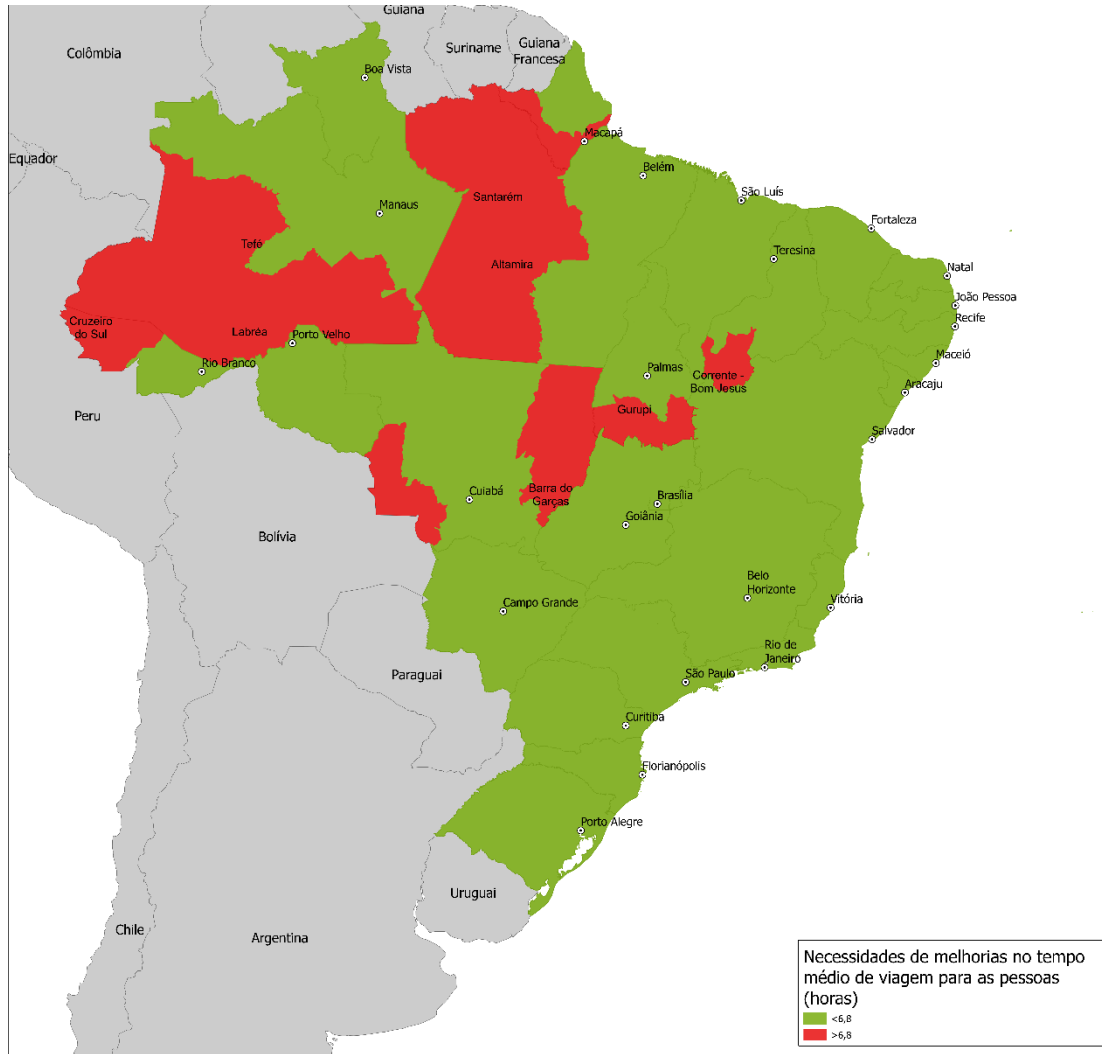 Guiana
Colômbia
Suriname
Guiana
Francesa
Boa Vista
Macapá
Equador
Belém
Santarém
São Luís
Manaus
Fortaleza
Tefé
Teresina
Altamira
Natal
João Pessoa
Cruzeiro
do Sul
Labréa
Porto Velho
Recife
Rio Branco
Palmas
Corrente -
Bom Jesus
Maceió
Aracaju
Peru
Gurupi
Salvador
Cuiabá
Barra do
Garças
Brasília
Goiânia
Bolívia
Belo
Horizonte
Campo Grande
Vitória
Rio de
Janeiro
Paraguai
São Paulo
Curitiba
Florianópolis
Porto Alegre
Uruguai
Chile
Argentina
Necessidades de melhorias no tempo
médio de viagem para as pessoas
(horas)
<6,8
>6,8